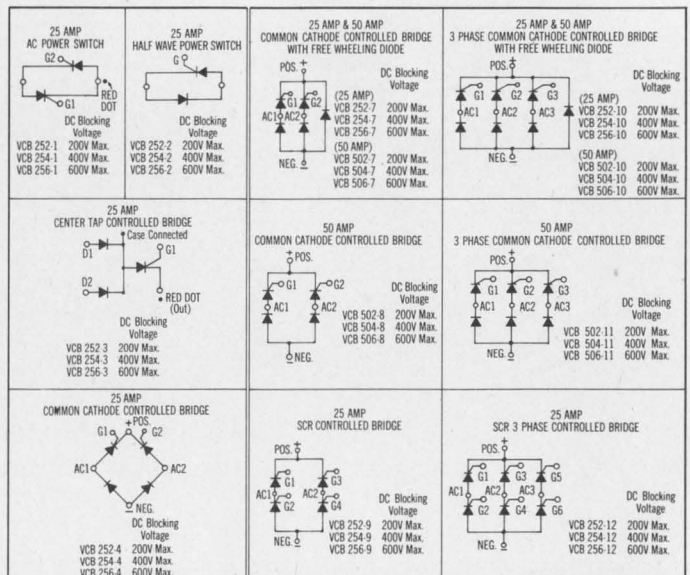 25 AMP
AC POWER SWITCH
G2
G1
RED
DOT
DC Blocking
Voltage
VCB 252-1 200V Max.
VCB 254-1 400V Max.
VCB 256-1 600V Max.
25 AMP
HALF WAVE POWER SWITCH
G
DC Blocking
Voltage
VCB 252-2 200V Max.
VCB 254-2 400V Max.
VCB 256-2 600V Max.
25 AMP & 50 AMP
COMMON CATHODE CONTROLLED BRIDGE
WITH FREE WHEELING DIODE
POS. +
DC Blocking
Voltage
G1 G2
(25 AMP)
AC1 AC2
VCB 252-7 200V Max.
VCB 254-7 400V Max.
VCB 256-7 600V Max.
(50 AMP)
VCB 502-7 200V Max.
VCB 504-7 400V Max.
VCB 506-7 600V Max.
NEG. −
25 AMP & 50 AMP
3 PHASE COMMON CATHODE CONTROLLED BRIDGE
WITH FREE WHEELING DIODE
POS. +
DC Blocking
Voltage
G1 G2 G3
(25 AMP)
AC1 AC2 AC3
VCB 252-10 200V Max.
VCB 254-10 400V Max.
VCB 256-10 600V Max.
(50 AMP)
VCB 502-10 200V Max.
VCB 504-10 400V Max.
VCB 506-10 600V Max.
NEG. −
25 AMP
CENTER TAP CONTROLLED BRIDGE
Case Connected
D1
G1
D2
RED DOT
(Out)
DC Blocking
Voltage
VCB 252-3 200V Max.
VCB 254-3 400V Max.
VCB 256-3 600V Max.
50 AMP
COMMON CATHODE CONTROLLED BRIDGE
+ POS.
G1 G2
AC1 AC2
DC Blocking
Voltage
VCB 502-8 200V Max.
VCB 504-8 400V Max.
VCB 506-8 600V Max.
− NEG.
50 AMP
3 PHASE COMMON CATHODE CONTROLLED BRIDGE
POS. +
G1 G2 G3
AC1 AC2 AC3
DC Blocking
Voltage
VCB 502-11 200V Max.
VCB 504-11 400V Max.
VCB 506-11 600V Max.
NEG. −
25 AMP
COMMON CATHODE CONTROLLED BRIDGE
+ POS.
G1 G2
AC1 AC2
− NEG.
DC Blocking
Voltage
VCB 252-4 200V Max.
VCB 254-4 400V Max.
VCB 256-4 600V Max.
25 AMP
SCR CONTROLLED BRIDGE
POS. +
G1 G3
AC1 AC2
G2 G4
DC Blocking
Voltage
VCB 252-9 200V Max.
VCB 254-9 400V Max.
VCB 256-9 600V Max.
NEG. −
25 AMP
SCR 3 PHASE CONTROLLED BRIDGE
POS. +
G1 G3 G5
AC1 AC2 AC3
G2 G4 G6
DC Blocking
Voltage
VCB 252-12 200V Max.
VCB 254-12 400V Max.
VCB 256-12 600V Max.
NEG. −